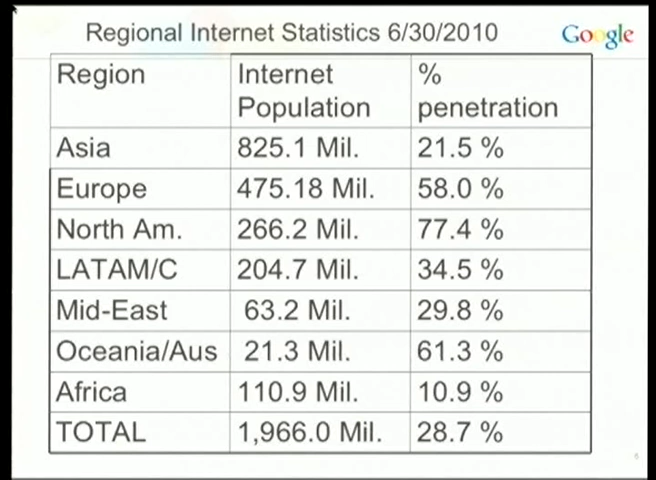 Regional Internet Statistics 6/30/2010 Google
Region Internet Population % penetration
Asia 825.1 Mil. 21.5 %
Europe 475.18 Mil. 58.0 %
North Am. 266.2 Mil. 77.4 %
LATAM/C 204.7 Mil. 34.5 %
Mid-East 63.2 Mil. 29.8 %
Oceania/Aus 21.3 Mil. 61.3 %
Africa 110.9 Mil. 10.9 %
TOTAL 1,966.0 Mil. 28.7 %